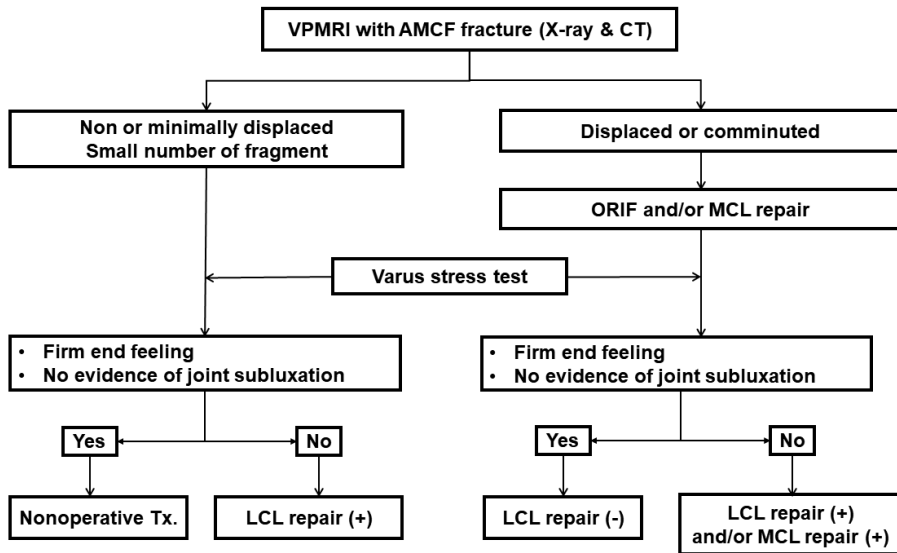 VPMRI with AMCF fracture (X-ray & CT)
Non or minimally displaced
Small number of fragment
Displaced or comminuted
ORIF and/or MCL repair
Varus stress test
• Firm end feeling
• No evidence of joint subluxation
• Firm end feeling
• No evidence of joint subluxation
Yes
No
Yes
No
Nonoperative Tx.
LCL repair (+)
LCL repair (-)
LCL repair (+)
and/or MCL repair (+)